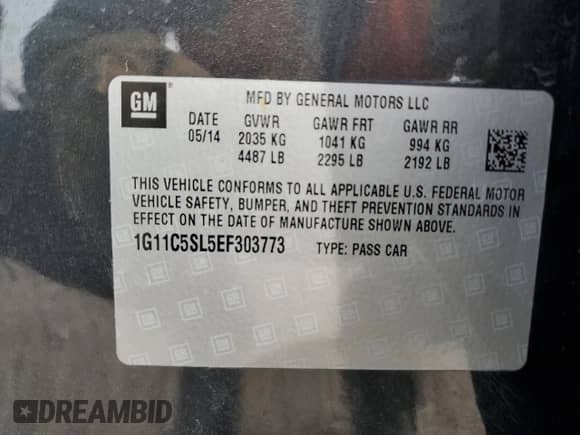 GM
MFD BY GENERAL MOTORS LLC
DATE GVWR GAWR FRT GAWR RR
05/14 2035 KG 1041 KG 994 KG
4487 LB 2295 LB 2192 LB
THIS VEHICLE CONFORMS TO ALL APPLICABLE U.S. FEDERAL MOTOR
VEHICLE SAFETY, BUMPER, AND THEFT PREVENTION STANDARDS IN
EFFECT ON THE DATE OF MANUFACTURE SHOWN ABOVE.
1G11C5SL5EF303773 TYPE: PASS CAR
DREAMBID